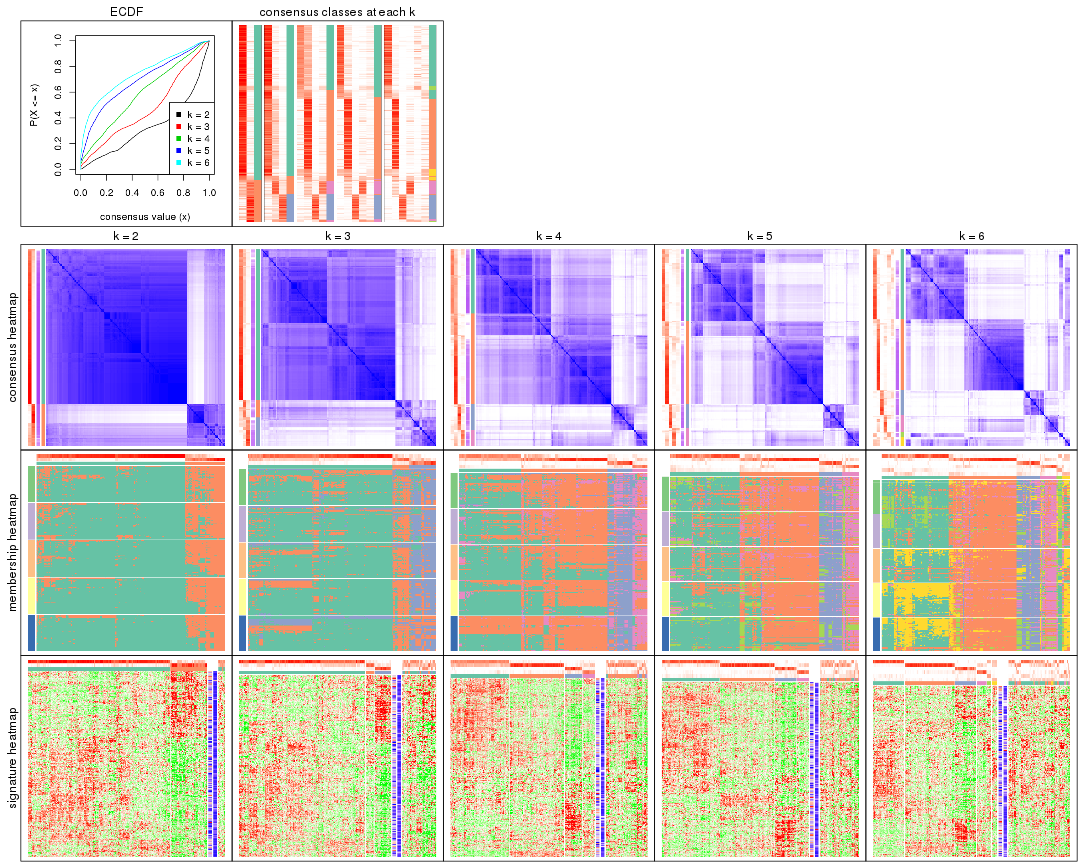 ECDF
consensus classes at each k
P(X <= x)
0.0 0.2 0.4 0.6 0.8 1.0
k = 2
k = 3
k = 4
k = 5
k = 6
0.0 0.2 0.4 0.6 0.8 1.0
consensus value (x)
k = 2 k = 3 k = 4 k = 5 k = 6
consensus heatmap
membership heatmap
signature heatmap